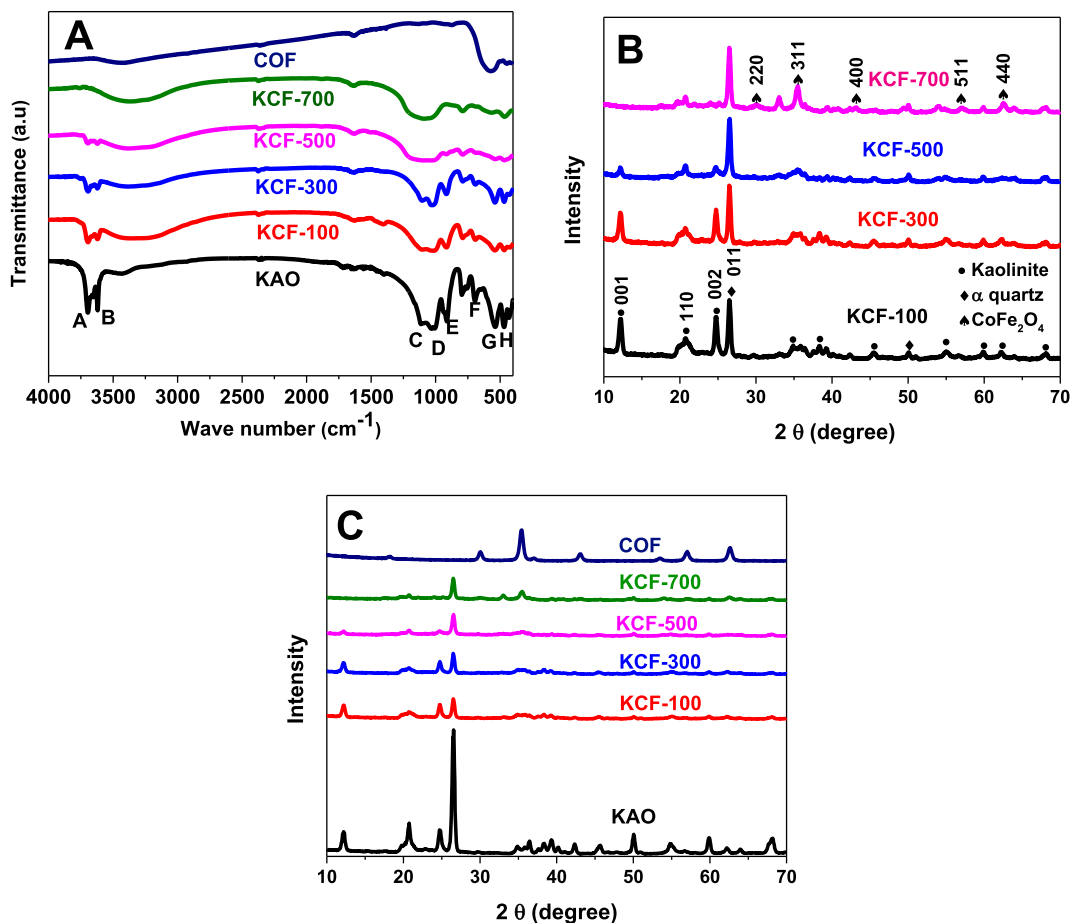 A
COF
KCF-700
KCF-500
KCF-300
KCF-100
KAO
A
B
C
D
E
F
G
H
Transmittance (a.u)
4000 3500 3000 2500 2000 1500 1000 500
Wave number (cm-1)
B
KCF-700
220
311
400
511
440
KCF-500
KCF-300
001
110
002
011
Kaolinite
α quartz
CoFe2O4
KCF-100
Intensity
10 20 30 40 50 60 70
2 θ (degree)
C
COF
KCF-700
KCF-500
KCF-300
KCF-100
KAO
Intensity
10 20 30 40 50 60 70
2 θ (degree)